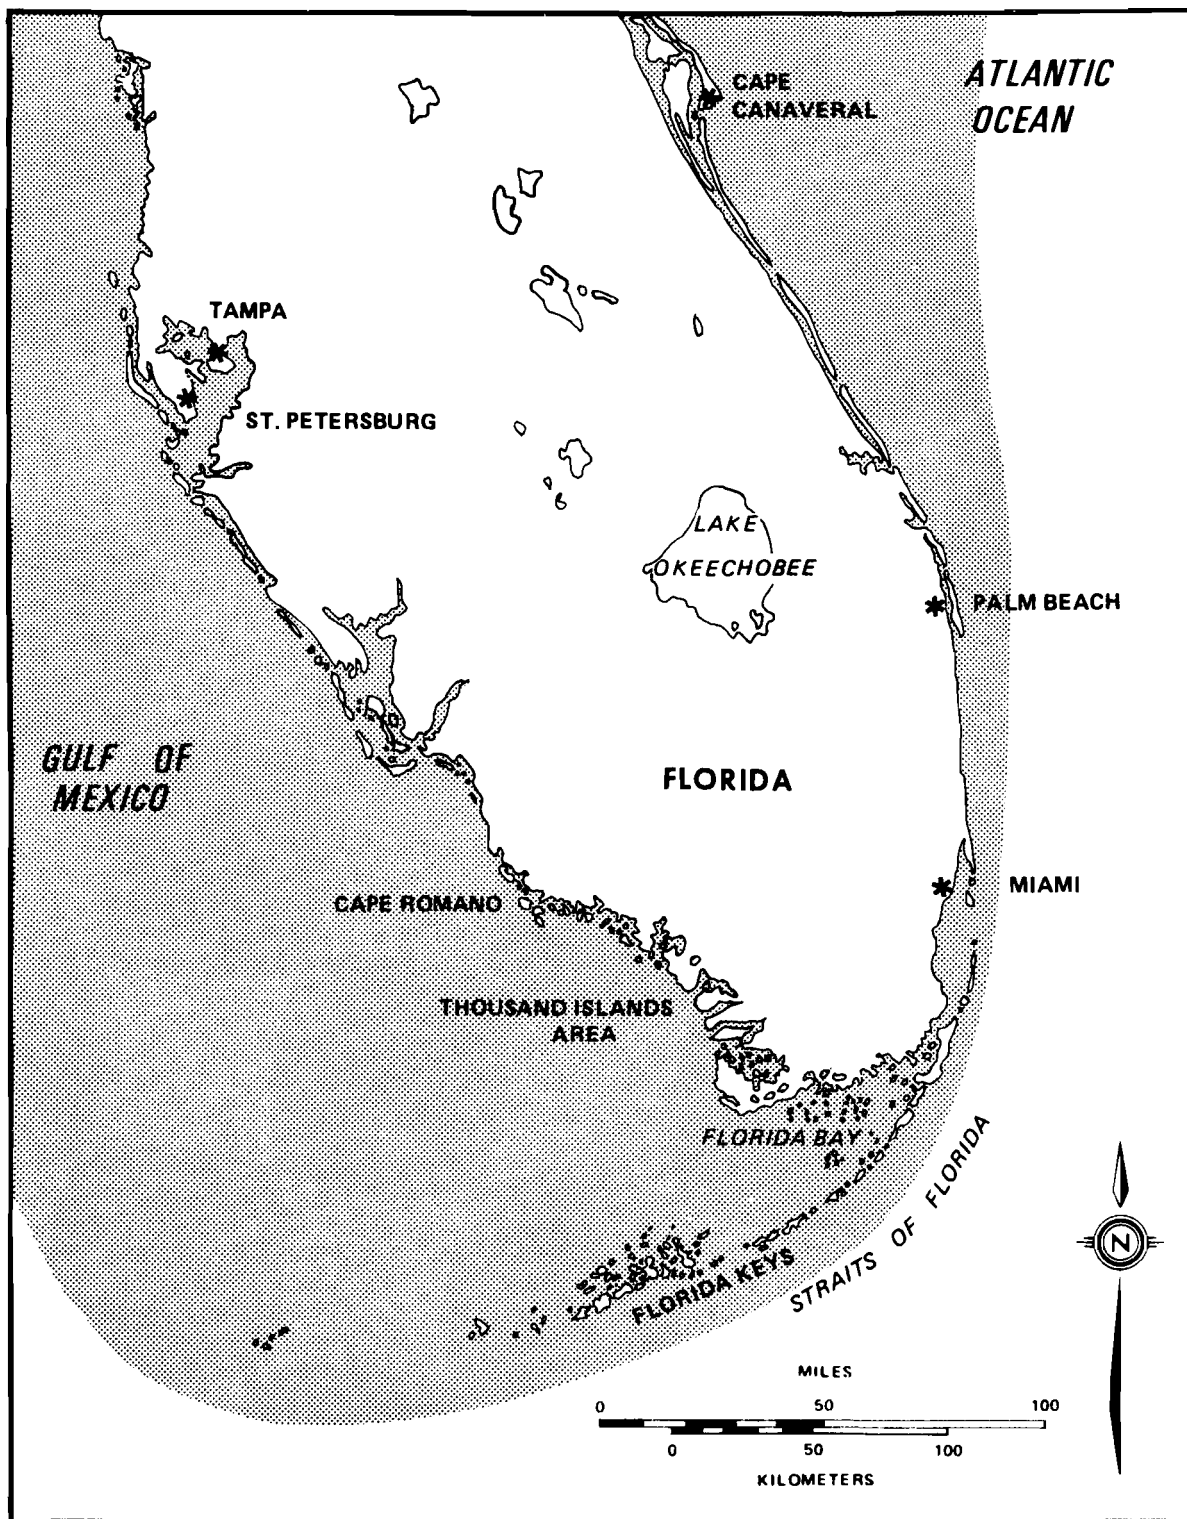 ATLANTIC
OCEAN
CAPE
CANAVERAL
TAMPA
ST. PETERSBURG
LAKE
OKEECHOBEE
PALM BEACH
GULF OF
MEXICO
FLORIDA
MIAMI
CAPE ROMANO
THOUSAND ISLANDS
AREA
FLORIDA BAY
STRAITS OF FLORIDA
FLORIDA KEYS
N
MILES
0 50 100
0 50 100
KILOMETERS